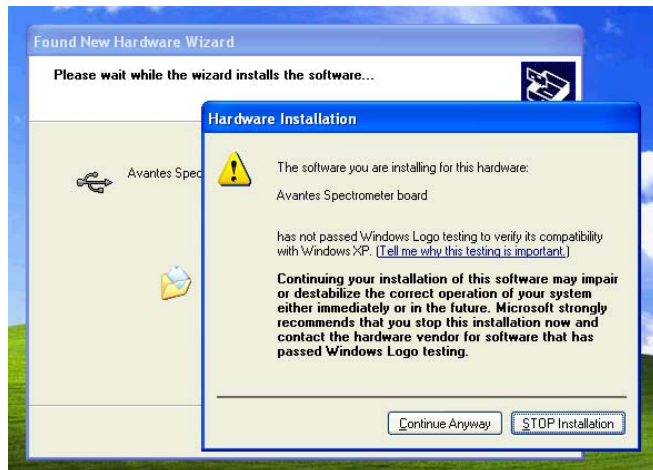 Found New Hardware Wizard
Please wait while the wizard installs the software...
Hardware Installation
Avantes Spec
The software you are installing for this hardware:
Avantes Spectrometer board
has not passed Windows Logo testing to verify its compatibility
with Windows XP. (Tell me why this testing is important.)
Continuing your installation of this software may impair
or destabilize the correct operation of your system
either immediately or in the future. Microsoft strongly
recommends that you stop this installation now and
contact the hardware vendor for software that has
passed Windows Logo testing.
Continue Anyway
STOP Installation